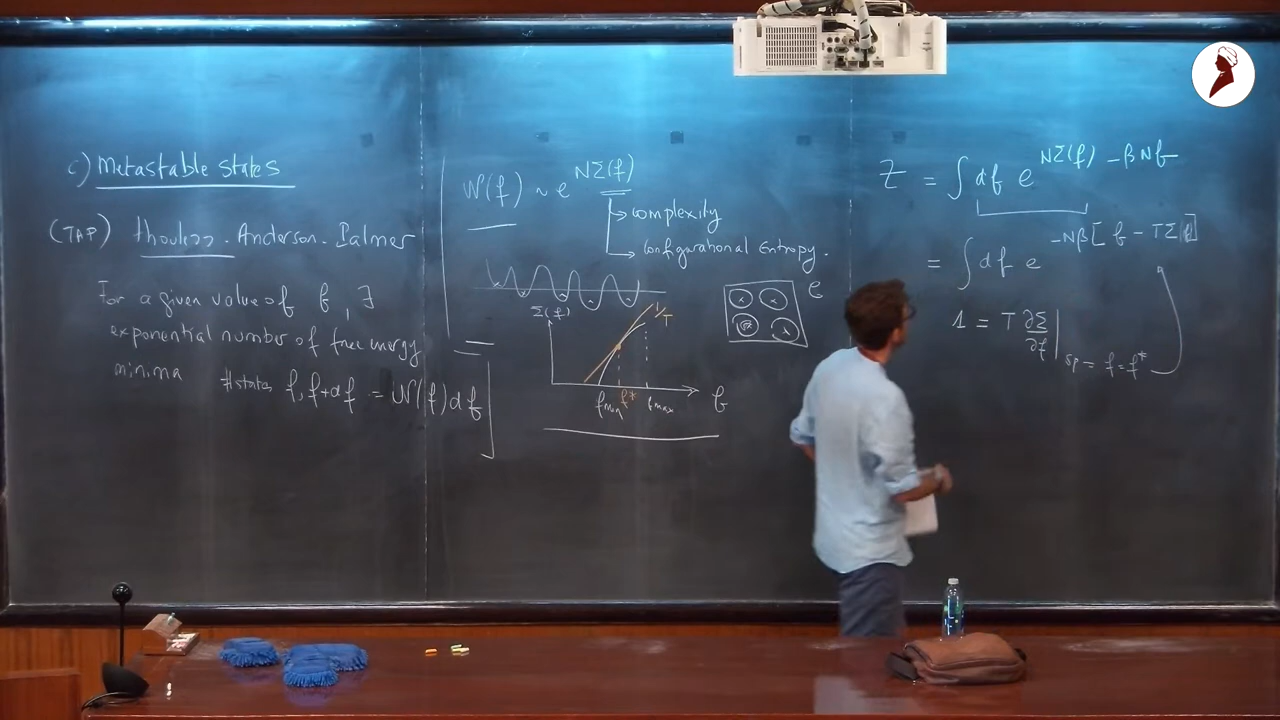 c) Metastable States
(TAP) Thouless - Anderson - Palmer
For a given value of f, ∃
exponential number of free energy
minima
# states f, f+df = 𝒩(f)df
𝒩(f) ~ e^{NΣ(f)}
↳ complexity
↳ Configurational Entropy.
Σ(f)
1/T
f_min f* f_max f
e
Z = ∫ df e^{NΣ(f) - βNf}
= ∫ df e^{-Nβ[f - TΣ(f)]}
1 = T ∂Σ/∂f |_{sp = f=f*}